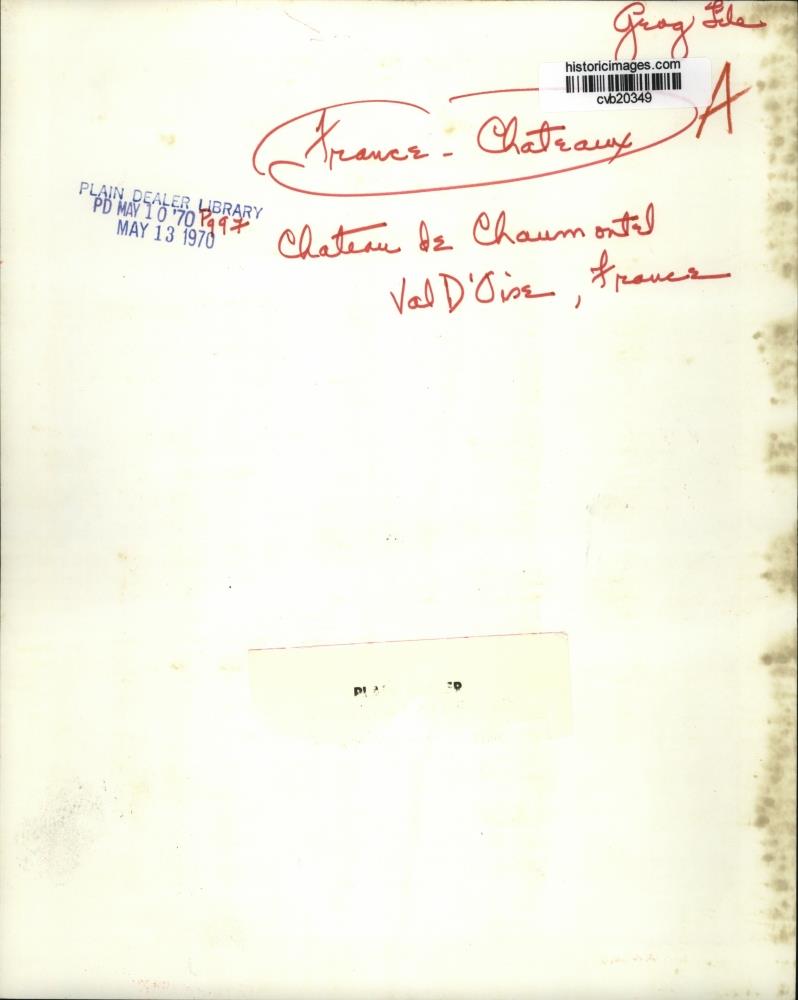 Geog File
historicimages.com
cvb20349
A
France - Chateaux
PLAIN DEALER LIBRARY
PD MAY 10 '70
MAY 13 1970
Chateau de Chaumontel
Val D'Oise, France